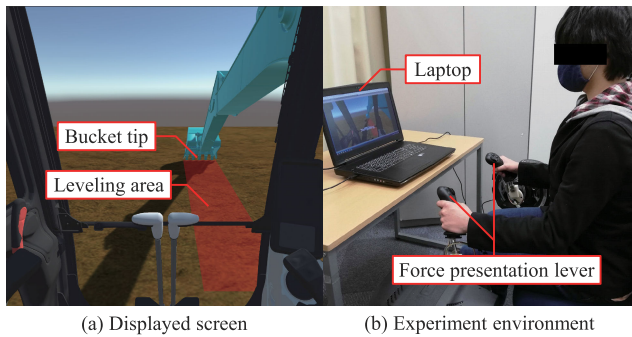 Bucket tip
Leveling area
(a) Displayed screen
Laptop
Force presentation lever
(b) Experiment environment